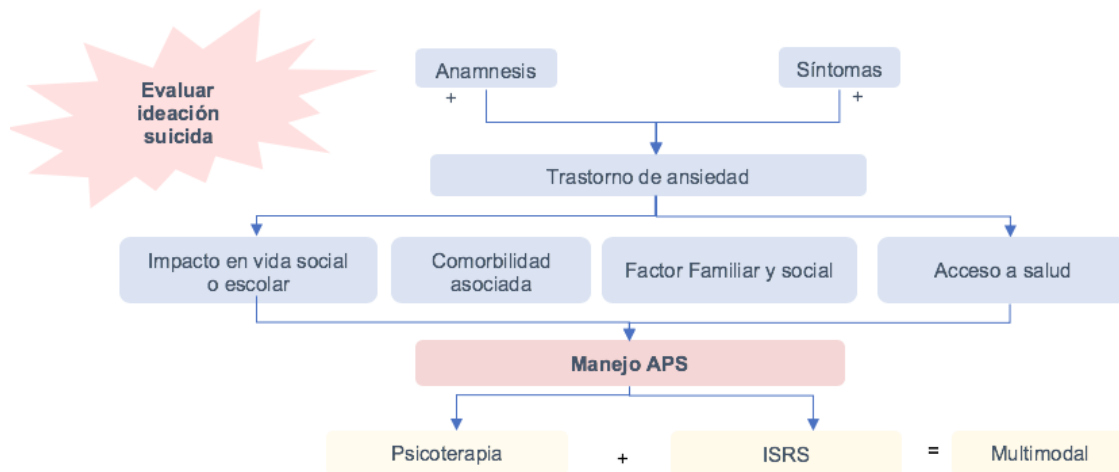 Evaluar
ideación
suicida
Anamnesis
Síntomas
+
+
Trastorno de ansiedad
Impacto en vida social
o escolar
Comorbilidad
asociada
Factor Familiar y social
Acceso a salud
Manejo APS
Psicoterapia + ISRS = Multimodal